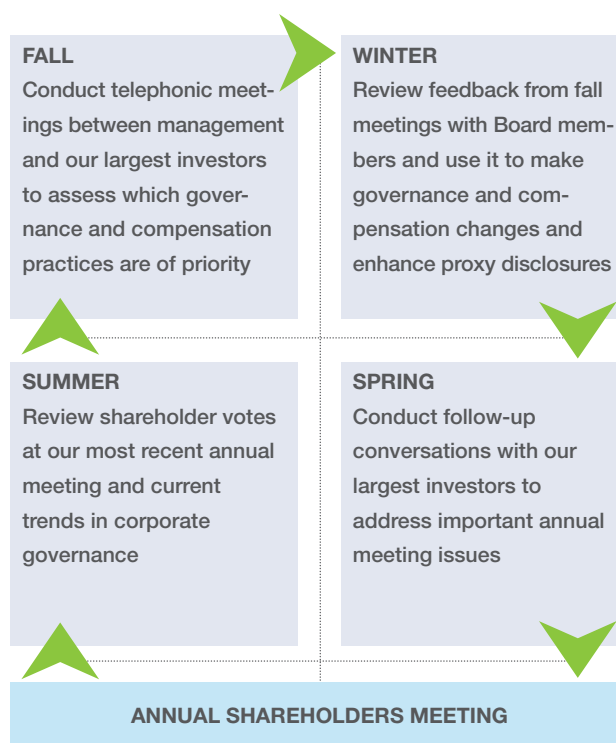 FALL
Conduct telephonic meet-
ings between management
and our largest investors
to assess which gover-
nance and compensation
practices are of priority
WINTER
Review feedback from fall
meetings with Board mem-
bers and use it to make
governance and com-
pensation changes and
enhance proxy disclosures
SUMMER
Review shareholder votes
at our most recent annual
meeting and current
trends in corporate
governance
SPRING
Conduct follow-up
conversations with our
largest investors to
address important annual
meeting issues
ANNUAL SHAREHOLDERS MEETING